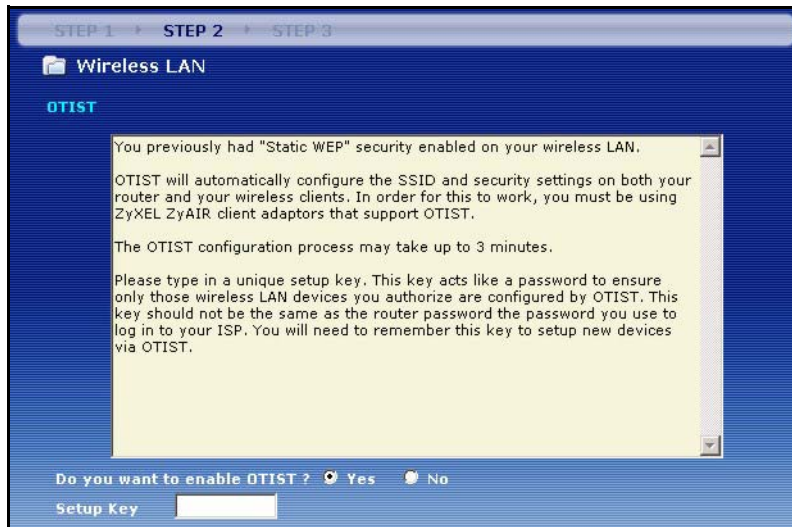 STEP 1 STEP 2 STEP 3
Wireless LAN
OTIST
You previously had "Static WEP" security enabled on your wireless LAN.
OTIST will automatically configure the SSID and security settings on both your
router and your wireless clients. In order for this to work, you must be using
ZyXEL ZyAIR client adaptors that support OTIST.
The OTIST configuration process may take up to 3 minutes.
Please type in a unique setup key. This key acts like a password to ensure
only those wireless LAN devices you authorize are configured by OTIST. This
key should not be the same as the router password the password you use to
log in to your ISP. You will need to remember this key to setup new devices
via OTIST.
Do you want to enable OTIST ? Yes No
Setup Key